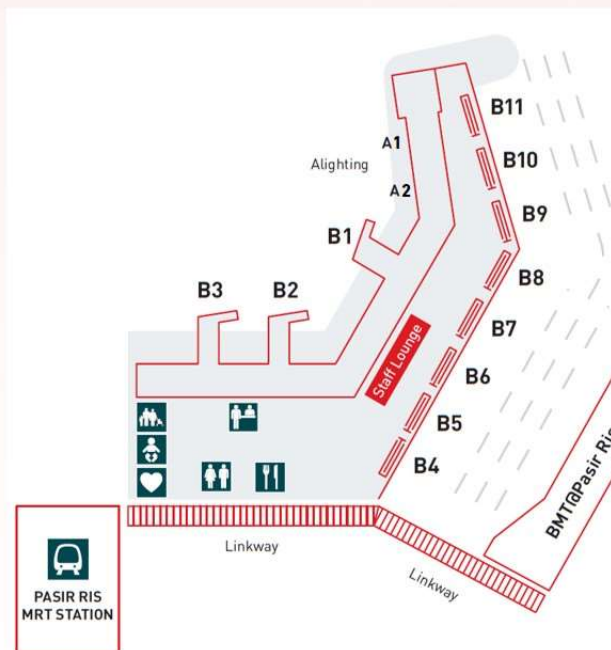 B11
A1
Alighting
B10
A2
B9
B1
B8
B3
B2
B7
Staff Lounge
B6
B5
B4
BMT@Pasir Ris
Linkway
Linkway
PASIR RIS
MRT STATION